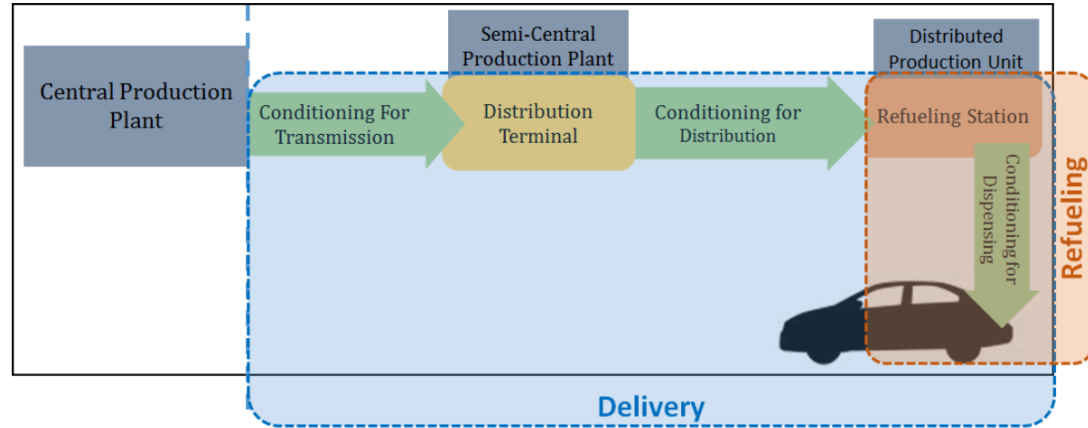 Central Production
Plant
Conditioning For
Transmission
Semi-Central
Production Plant
Distribution
Terminal
Conditioning for
Distribution
Distributed
Production Unit
Refueling Station
Conditioning for
Dispensing
Refueling
Delivery